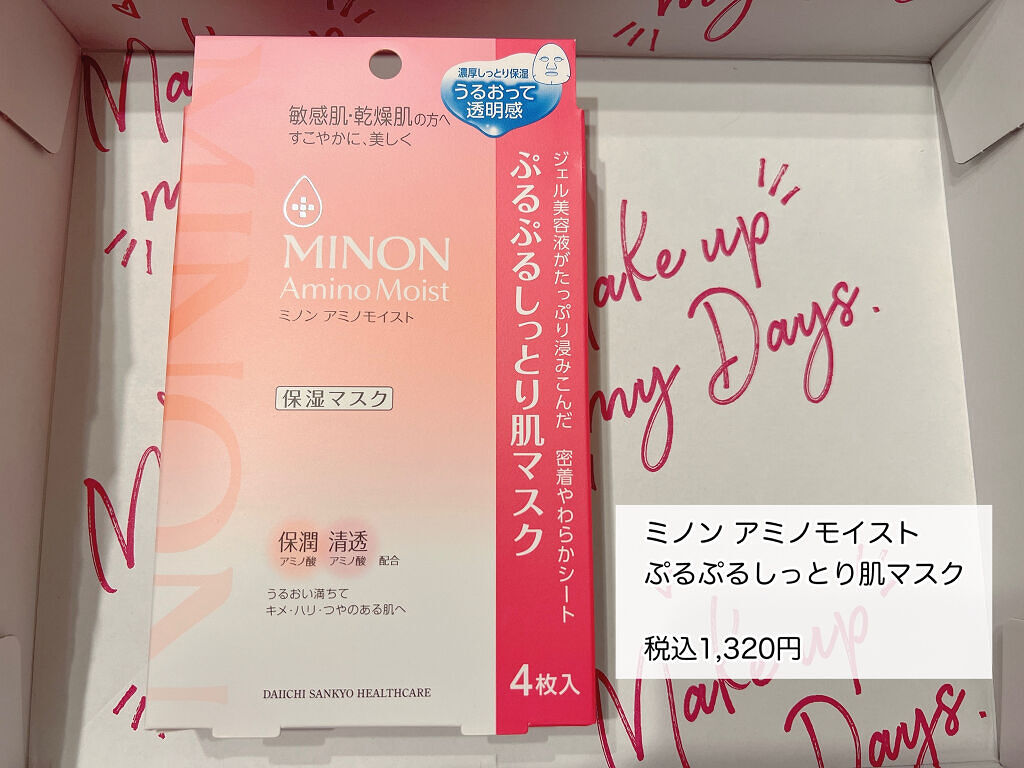 Make up
my Days.
濃厚しっとり保湿
うるおって
透明感
敏感肌・乾燥肌の方へ
すこやかに、美しく
MINON
Amino Moist
ミノン アミノモイスト
保湿マスク
保潤 清透
アミノ酸 アミノ酸 配合
うるおい満ちて
キメ・ハリ・つやのある肌へ
DAIICHI SANKYO HEALTHCARE
MINON
ジェル美容液がたっぷり浸みこんだ 密着やわらかシート
ぷるぷるしっとり肌マスク
4枚入
Make up
my Days.
ミノン アミノモイスト
ぷるぷるしっとり肌マスク
税込1,320円
Make up
Days.